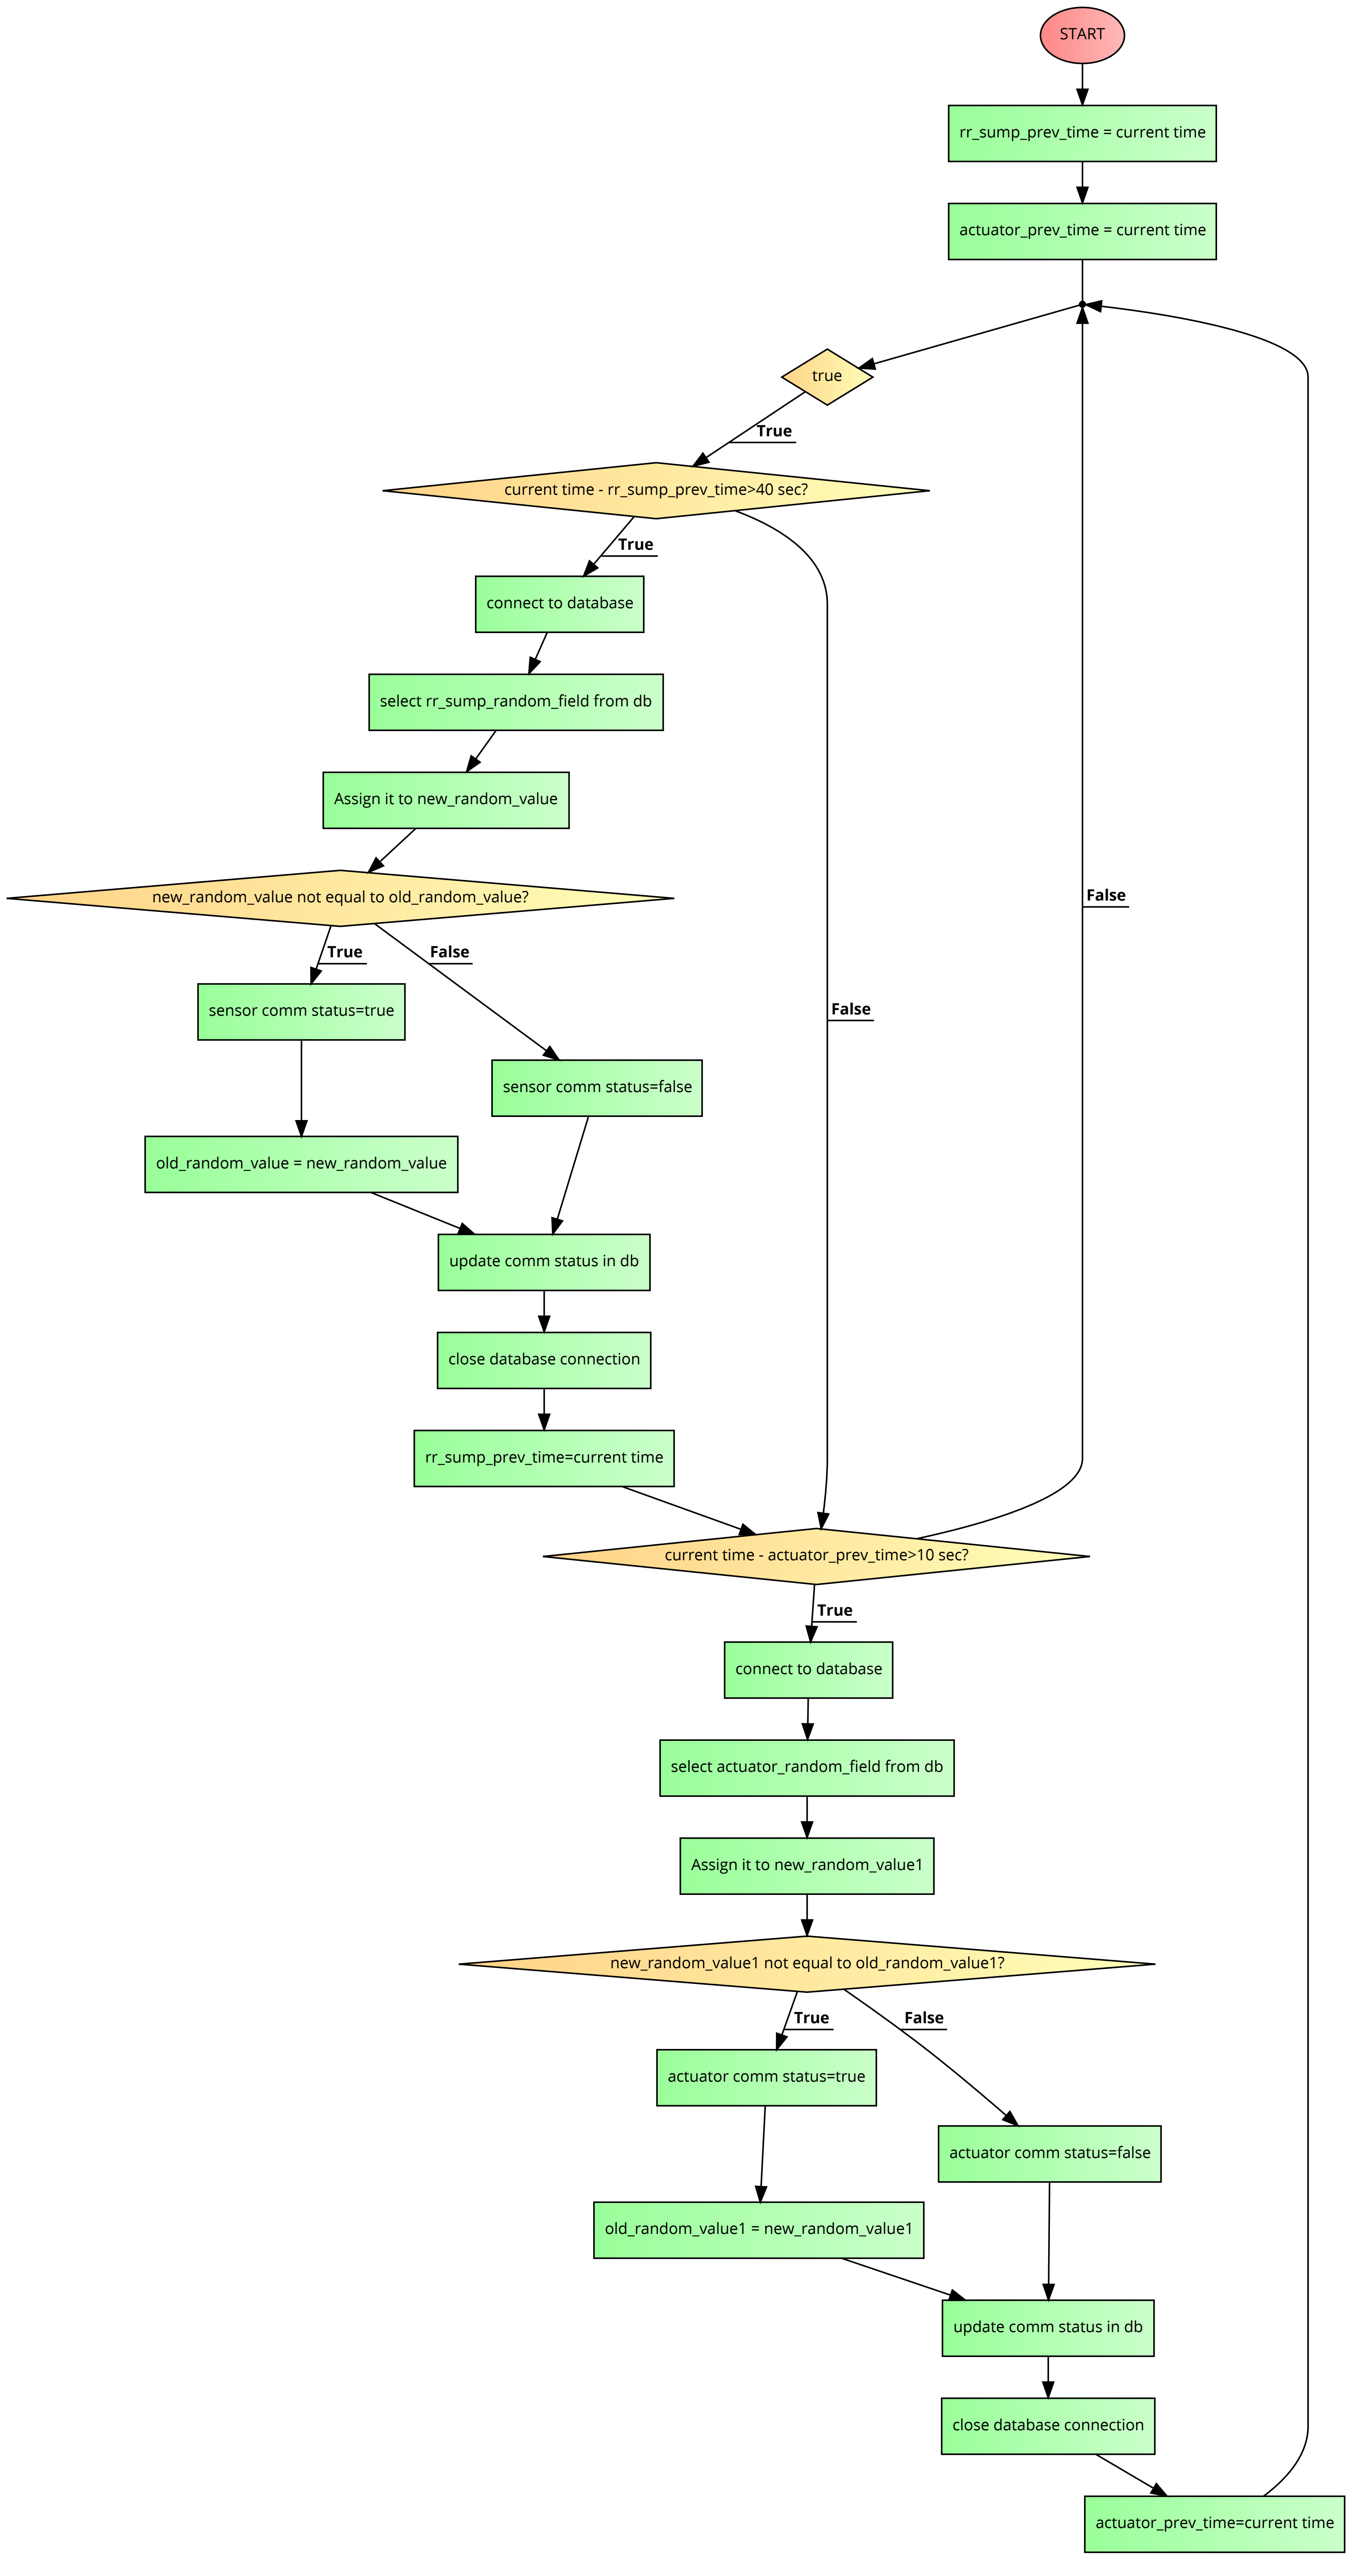 START
rr_sump_prev_time = current time
actuator_prev_time = current time
true
True
current time - rr_sump_prev_time>40 sec?
True
connect to database
select rr_sump_random_field from db
Assign it to new_random_value
new_random_value not equal to old_random_value?
True
False
sensor comm status=true
False
False
sensor comm status=false
old_random_value = new_random_value
update comm status in db
close database connection
rr_sump_prev_time=current time
current time - actuator_prev_time>10 sec?
True
connect to database
select actuator_random_field from db
Assign it to new_random_value1
new_random_value1 not equal to old_random_value1?
True
False
actuator comm status=true
actuator comm status=false
old_random_value1 = new_random_value1
update comm status in db
close database connection
actuator_prev_time=current time